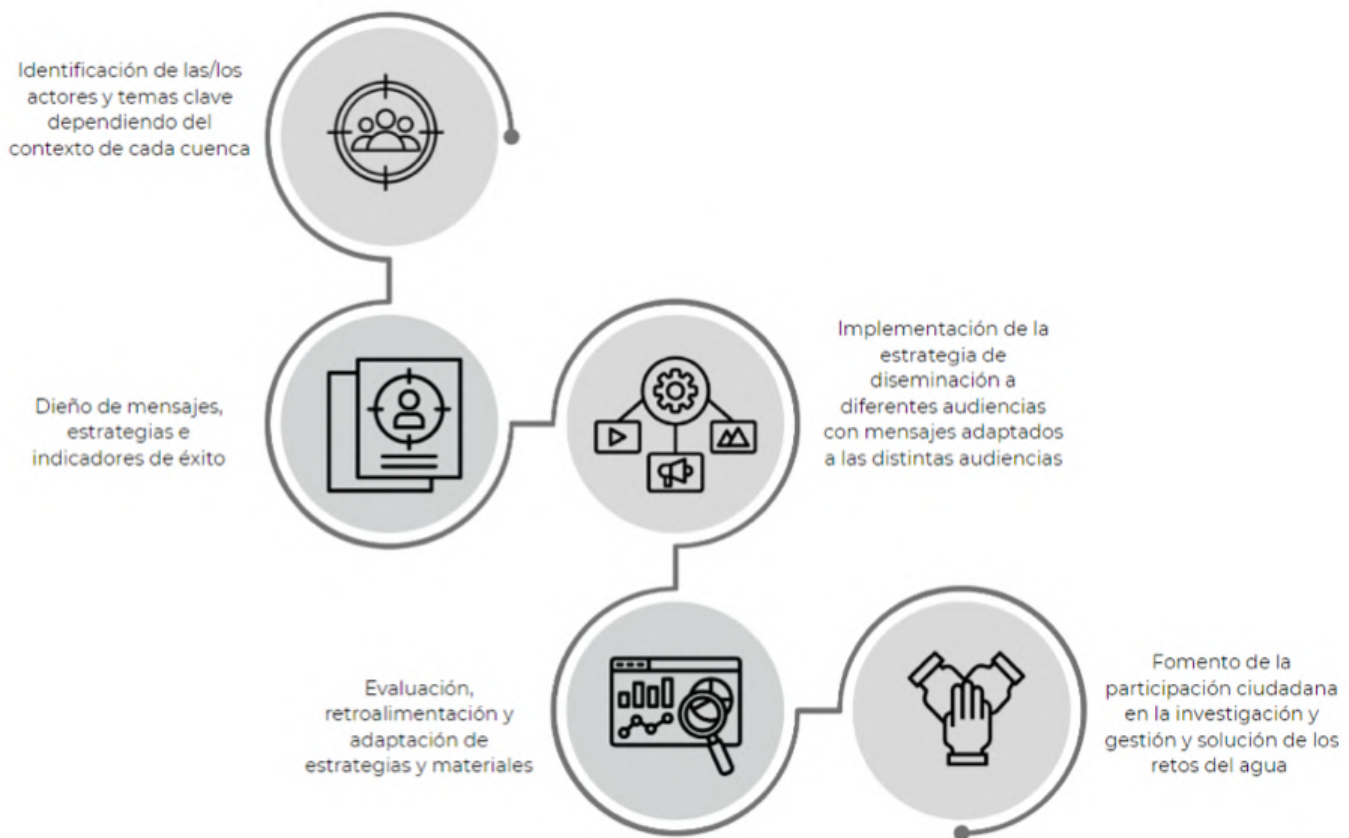 Identificación de las/los
actores y temas clave
dependiendo del
contexto de cada cuenca
Dieño de mensajes,
estrategias e
indicadores de éxito
Implementación de la
estrategia de
diseminación a
diferentes audiencias
con mensajes adaptados
a las distintas audiencias
Evaluación,
retroalimentación y
adaptación de
estrategias y materiales
Fomento de la
participación ciudadana
en la investigación y
gestión y solución de los
retos del agua